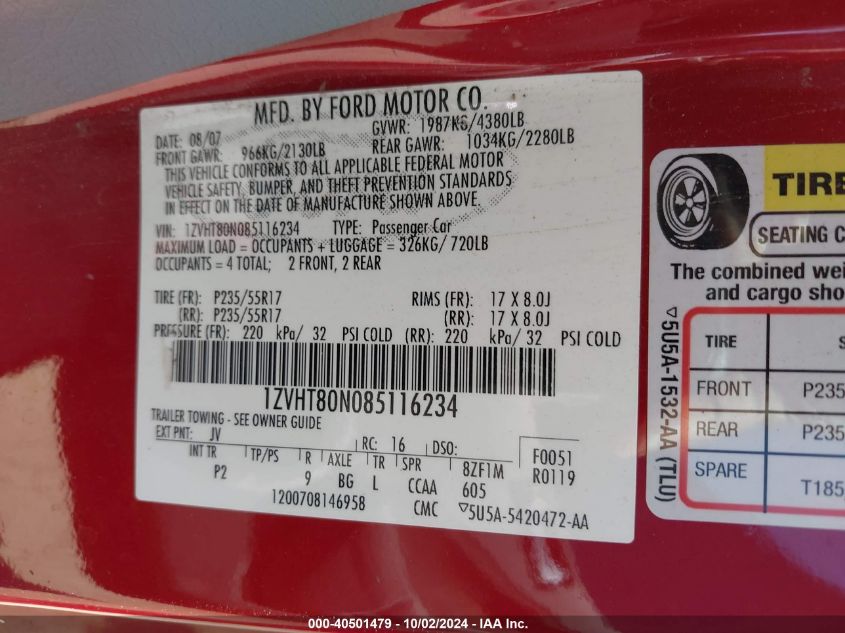 MFD. BY FORD MOTOR CO.
DATE: 08/07 GVWR: 1987KG/4380LB
FRONT GAWR: 966KG/2130LB REAR GAWR: 1034KG/2280LB
THIS VEHICLE CONFORMS TO ALL APPLICABLE FEDERAL MOTOR
VEHICLE SAFETY, BUMPER, AND THEFT PREVENTION STANDARDS
IN EFFECT ON THE DATE OF MANUFACTURE SHOWN ABOVE.
VIN: 1ZVHT80N085116234 TYPE: Passenger Car
MAXIMUM LOAD = OCCUPANTS + LUGGAGE = 326KG/720LB
OCCUPANTS = 4 TOTAL; 2 FRONT, 2 REAR
TIRE (FR): P235/55R17 RIMS (FR): 17 X 8.0J
(RR): P235/55R17 (RR): 17 X 8.0J
PRESSURE (FR): 220 kPa/ 32 PSI COLD (RR): 220 kPa/ 32 PSI COLD
1ZVHT80N085116234
TRAILER TOWING - SEE OWNER GUIDE
EXT PNT: JV RC: 16 DSO: F0051
INT TR TP/PS R AXLE TR SPR 8ZF1M R0119
P2 9 BG L CCAA 605
1200708146958 CMC ▽5U5A-5420472-AA
TIRE
SEATING C
The combined wei
and cargo sho
▽5U5A-1532-AA (TLU)
TIRE S
FRONT P235
REAR P235
SPARE T185
000-40501479 - 10/02/2024 - IAA Inc.